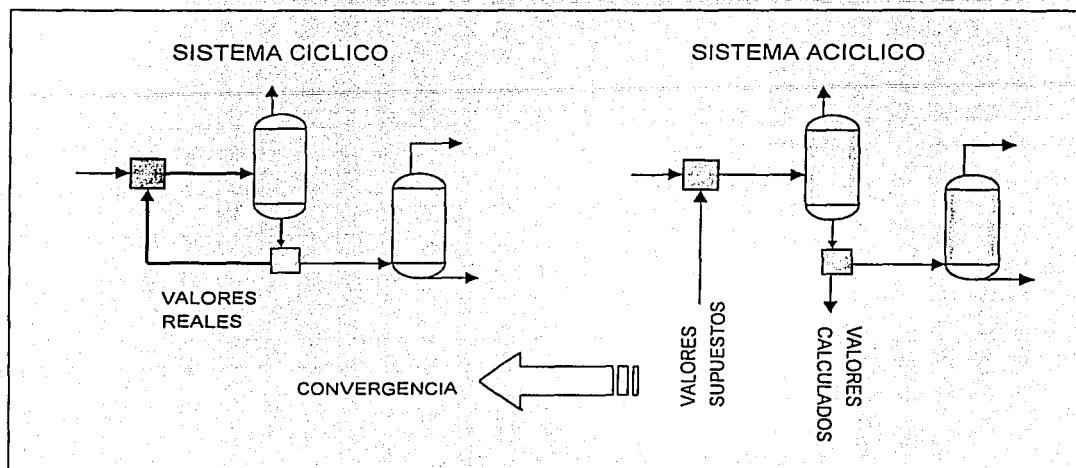 SISTEMA CICLICO
SISTEMA ACICLICO
VALORES
REALES
CONVERGENCIA
VALORES
SUPUESTOS
VALORES
CALCULADOS